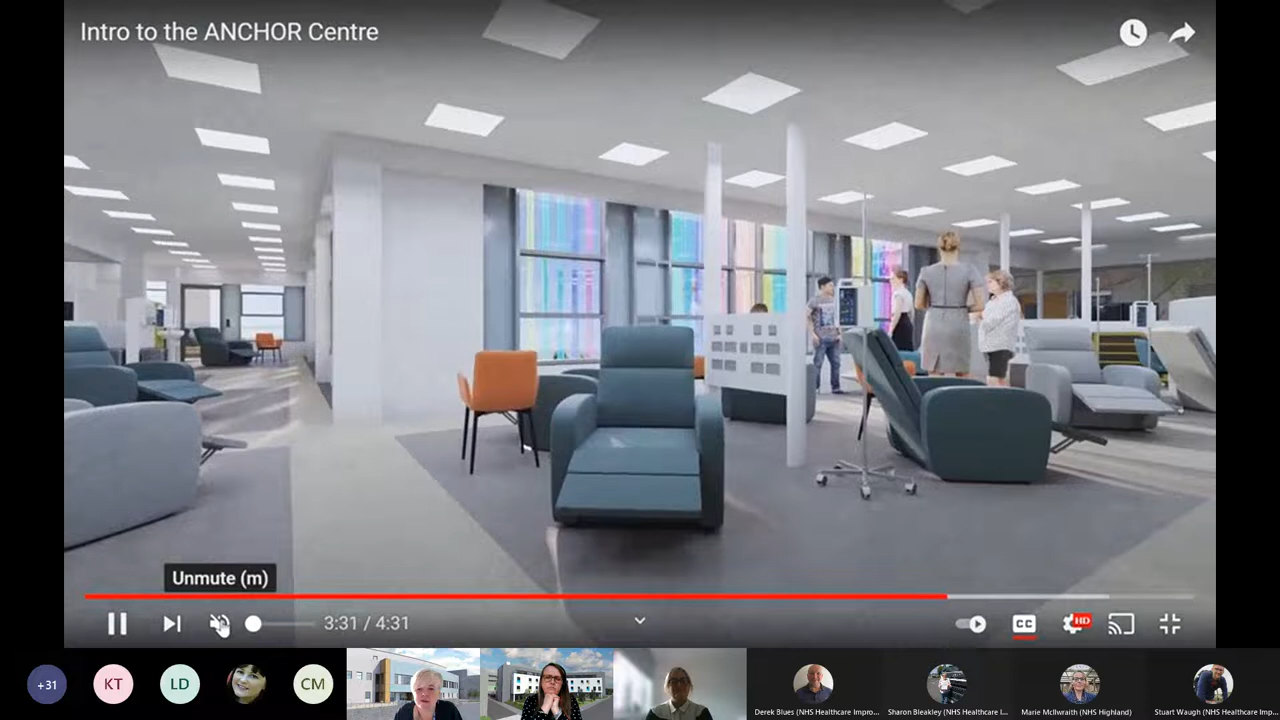 Intro to the ANCHOR Centre
Unmute (m)
3:31 / 4:31
CC
HD
+31
KT
LD
CM
Derek Blues (NHS Healthcare Impro...
Sharon Bleakley (NHS Healthcare I...
Marie McIlwraith (NHS Highland)
Stuart Waugh (NHS Healthcare Imp...